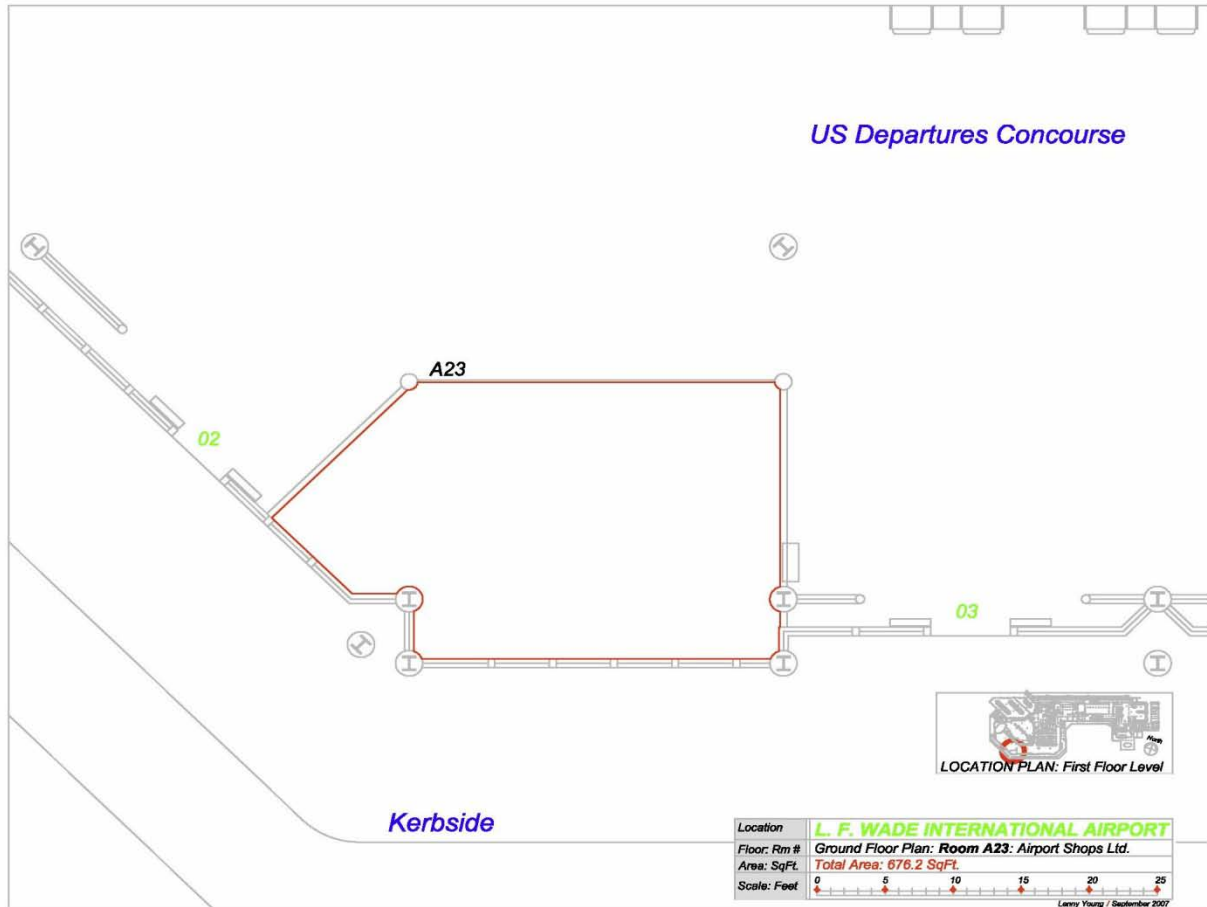 US Departures Concourse
A23
02
03
North
LOCATION PLAN: First Floor Level
Kerbside
Location L. F. WADE INTERNATIONAL AIRPORT
Floor: Rm # Ground Floor Plan: Room A23: Airport Shops Ltd.
Area: SqFt. Total Area: 676.2 SqFt.
Scale: Feet 0 5 10 15 20 25
Lenny Young / September 2007